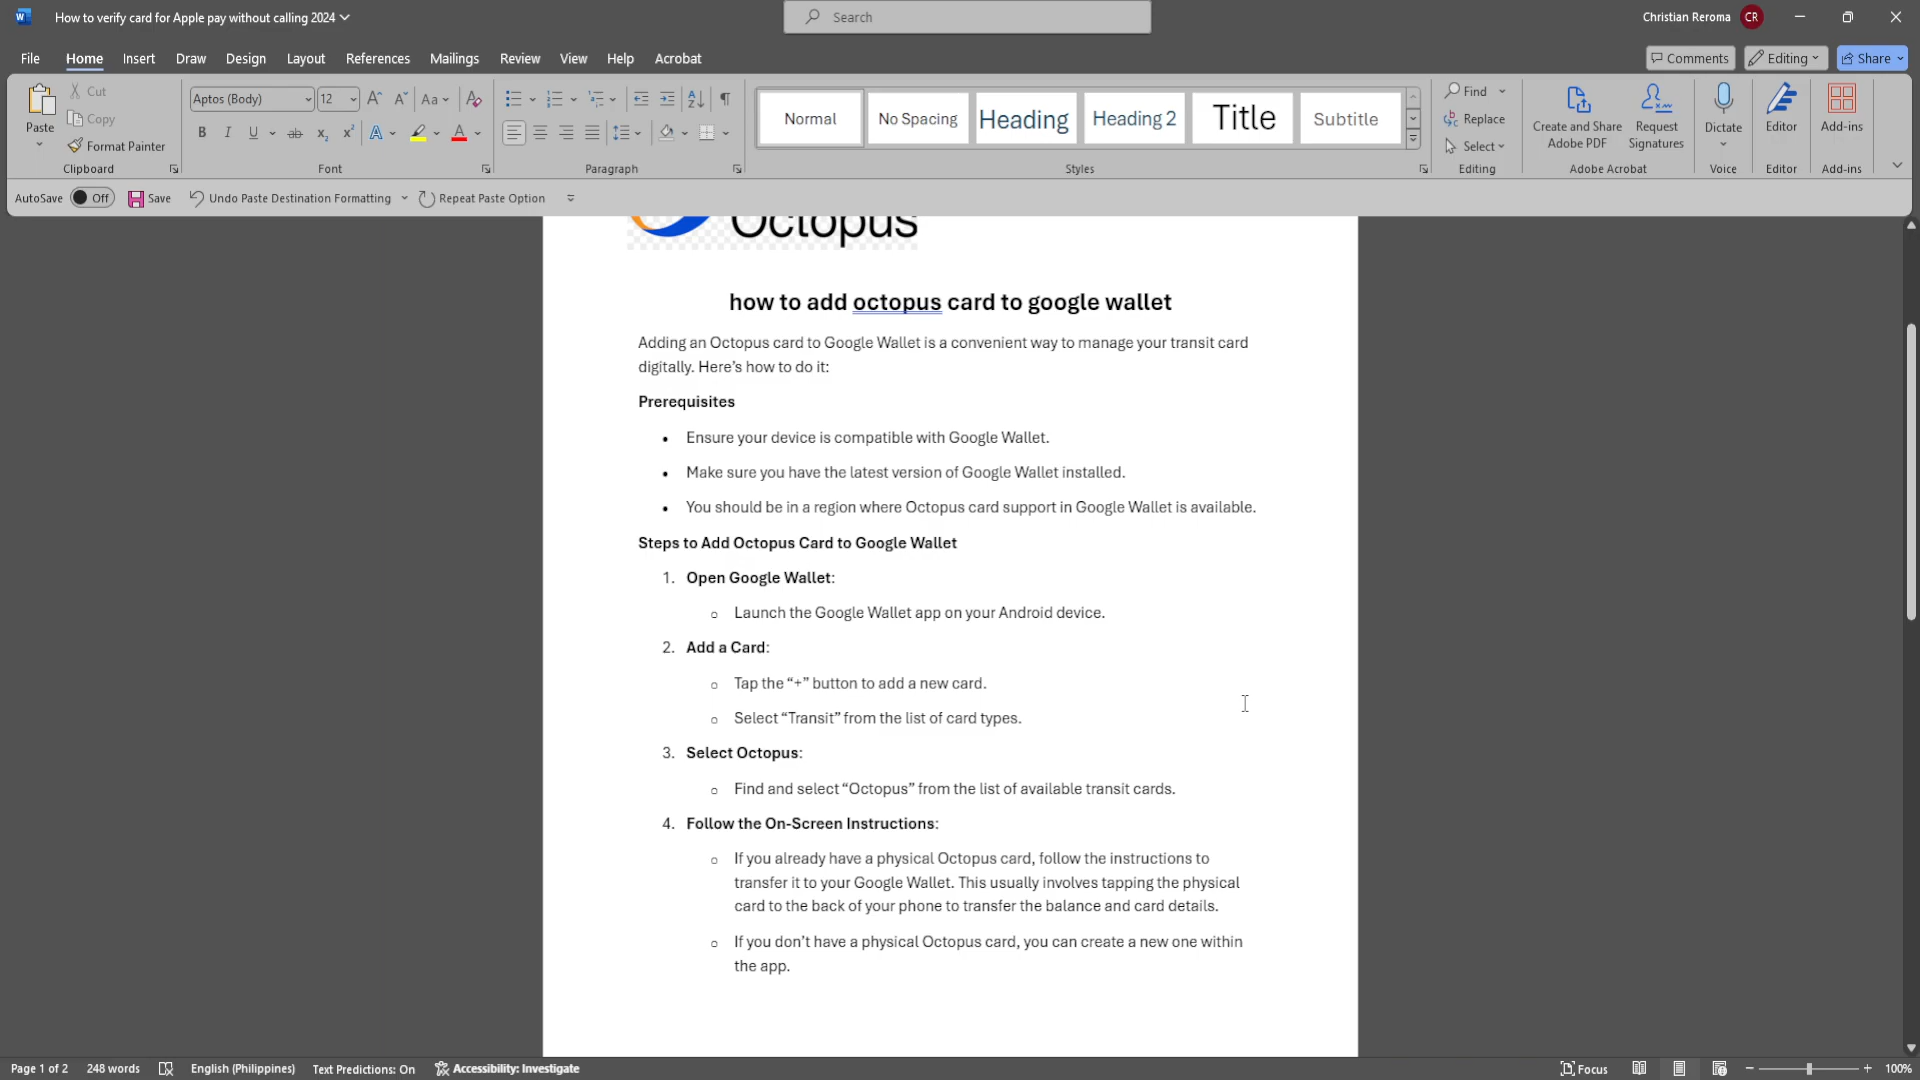 How to verify card for Apple pay without calling 2024
Search
Christian Reroma
CR
File Home Insert Draw Design Layout References Mailings Review View Help Acrobat
Comments Editing Share
Paste
Cut
Copy
Format Painter
Clipboard
Aptos (Body) 12
Font
Paragraph
Normal No Spacing Heading Heading 2 Title Subtitle
Styles
Find
Replace
Select
Editing
Create and Share
Adobe PDF
Request
Signatures
Adobe Acrobat
Dictate
Voice
Editor
Editor
Add-ins
Add-ins
AutoSave Off Save Undo Paste Destination Formatting Repeat Paste Option
Octopus
how to add octopus card to google wallet
Adding an Octopus card to Google Wallet is a convenient way to manage your transit card
digitally. Here’s how to do it:
Prerequisites
• Ensure your device is compatible with Google Wallet.
• Make sure you have the latest version of Google Wallet installed.
• You should be in a region where Octopus card support in Google Wallet is available.
Steps to Add Octopus Card to Google Wallet
1. Open Google Wallet:
o Launch the Google Wallet app on your Android device.
2. Add a Card:
o Tap the “+” button to add a new card.
o Select “Transit” from the list of card types.
3. Select Octopus:
o Find and select “Octopus” from the list of available transit cards.
4. Follow the On-Screen Instructions:
o If you already have a physical Octopus card, follow the instructions to
transfer it to your Google Wallet. This usually involves tapping the physical
card to the back of your phone to transfer the balance and card details.
o If you don’t have a physical Octopus card, you can create a new one within
the app.
Page 1 of 2 248 words English (Philippines) Text Predictions: On Accessibility: Investigate Focus 100%